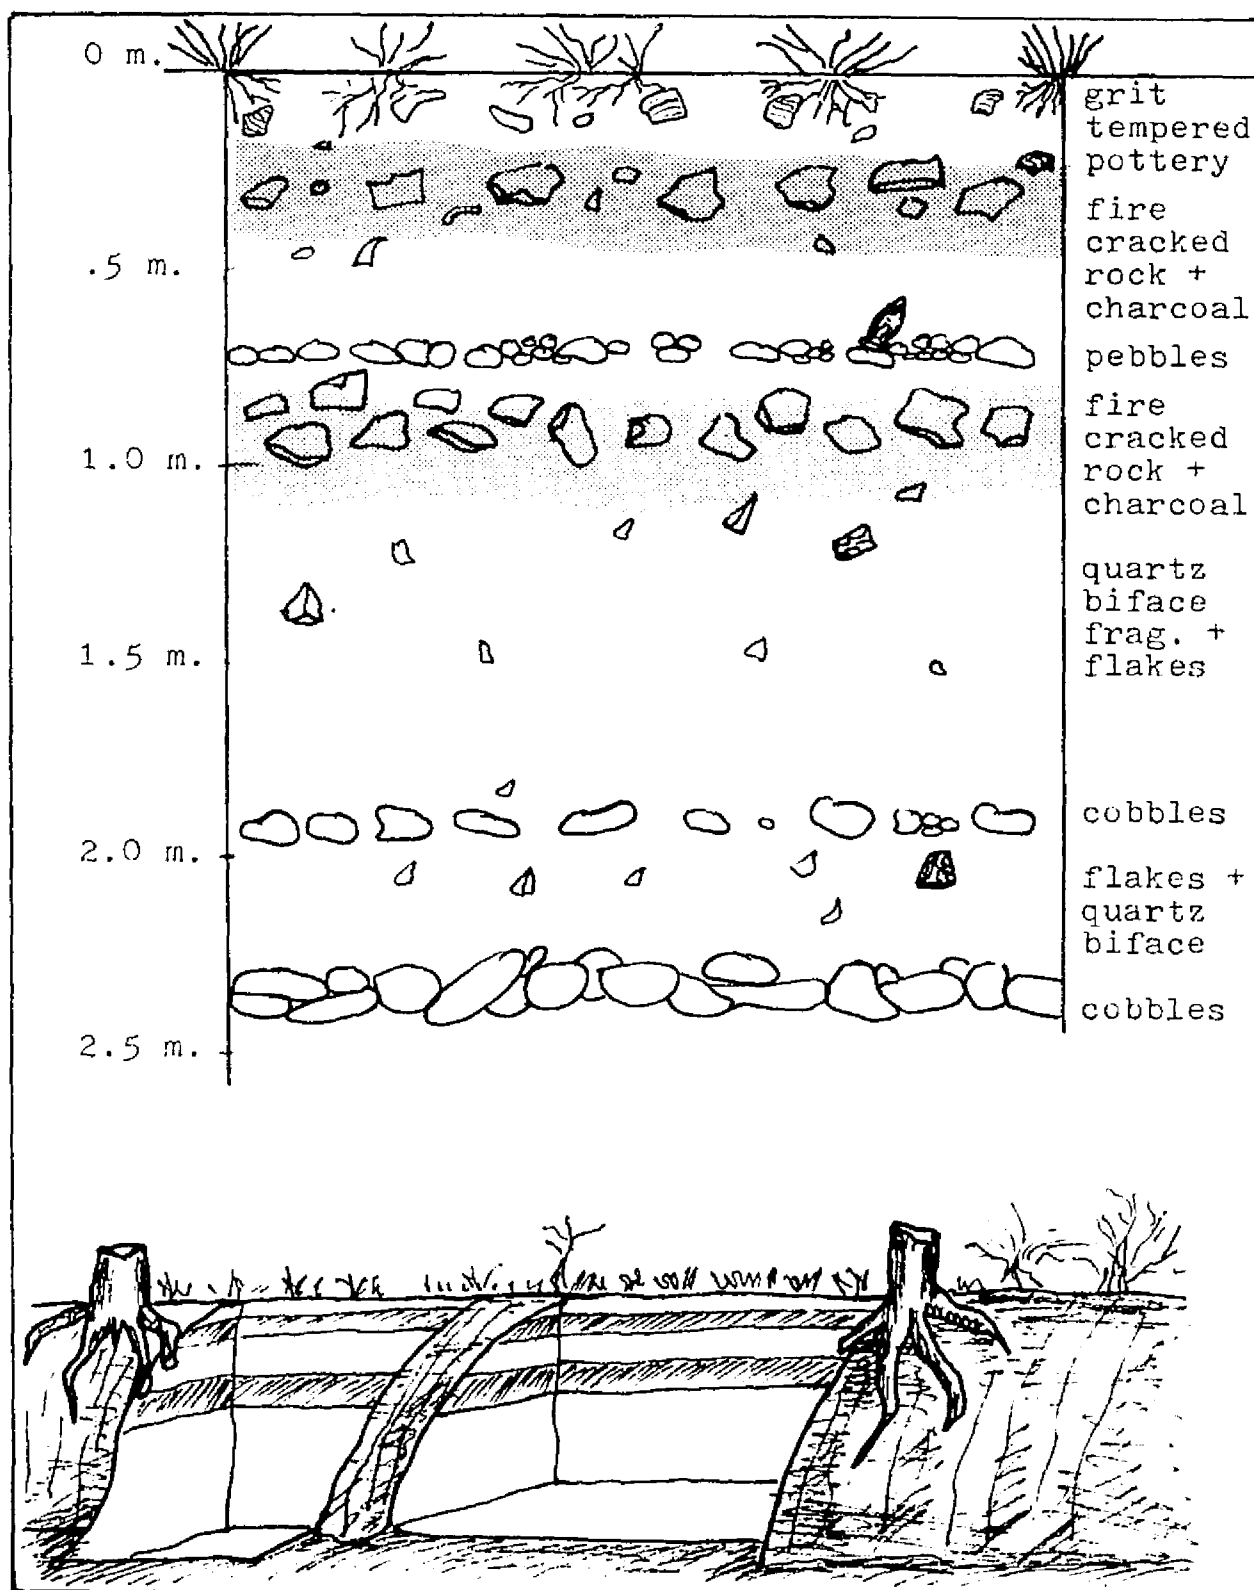 0 m.
grit
tempered
pottery
fire
cracked
rock +
charcoal
.5 m.
pebbles
fire
cracked
rock +
charcoal
1.0 m.
quartz
biface
frag. +
flakes
1.5 m.
cobbles
2.0 m.
flakes +
quartz
biface
cobbles
2.5 m.